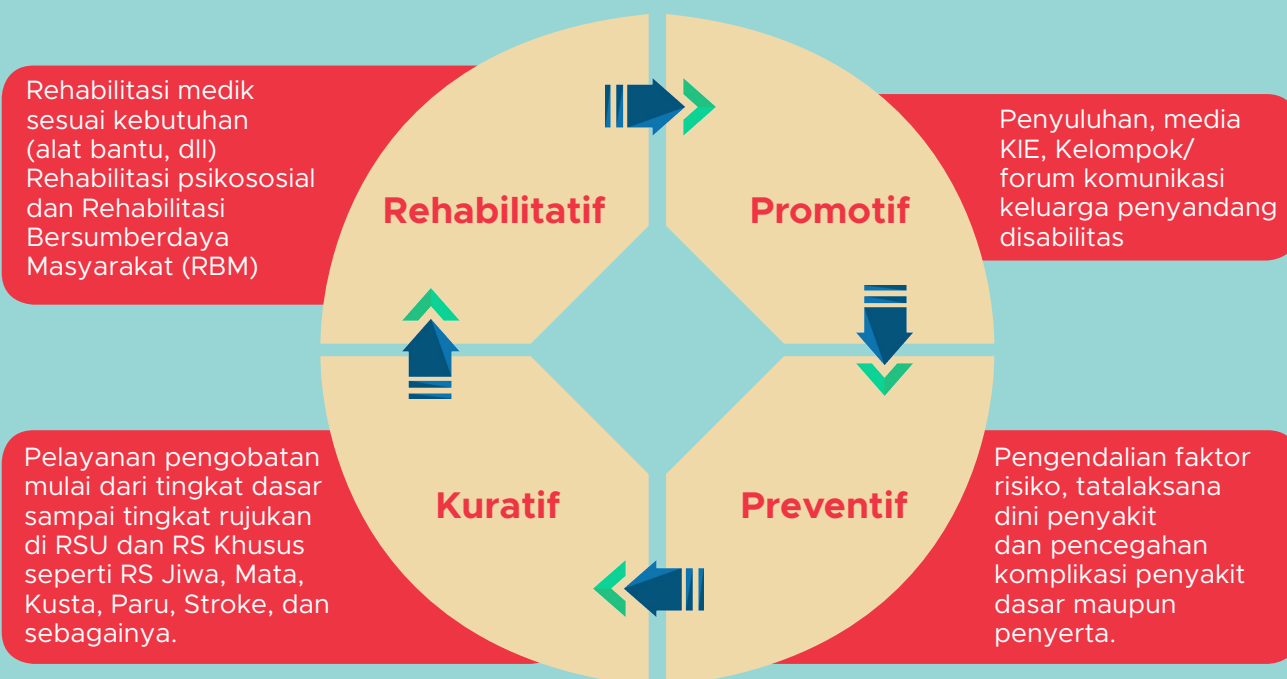 Rehabilitasi medik
sesuai kebutuhan
(alat bantu, dll)
Rehabilitasi psikososial
dan Rehabilitasi
Bersumberdaya
Masyarakat (RBM)
Rehabilitatif
Promotif
Penyuluhan, media
KIE, Kelompok/
forum komunikasi
keluarga penyandang
disabilitas
Pelayanan pengobatan
mulai dari tingkat dasar
sampai tingkat rujukan
di RSU dan RS Khusus
seperti RS Jiwa, Mata,
Kusta, Paru, Stroke, dan
sebagainya.
Kuratif
Preventif
Pengendalian faktor
risiko, tatalaksana
dini penyakit
dan pencegahan
komplikasi penyakit
dasar maupun
penyerta.